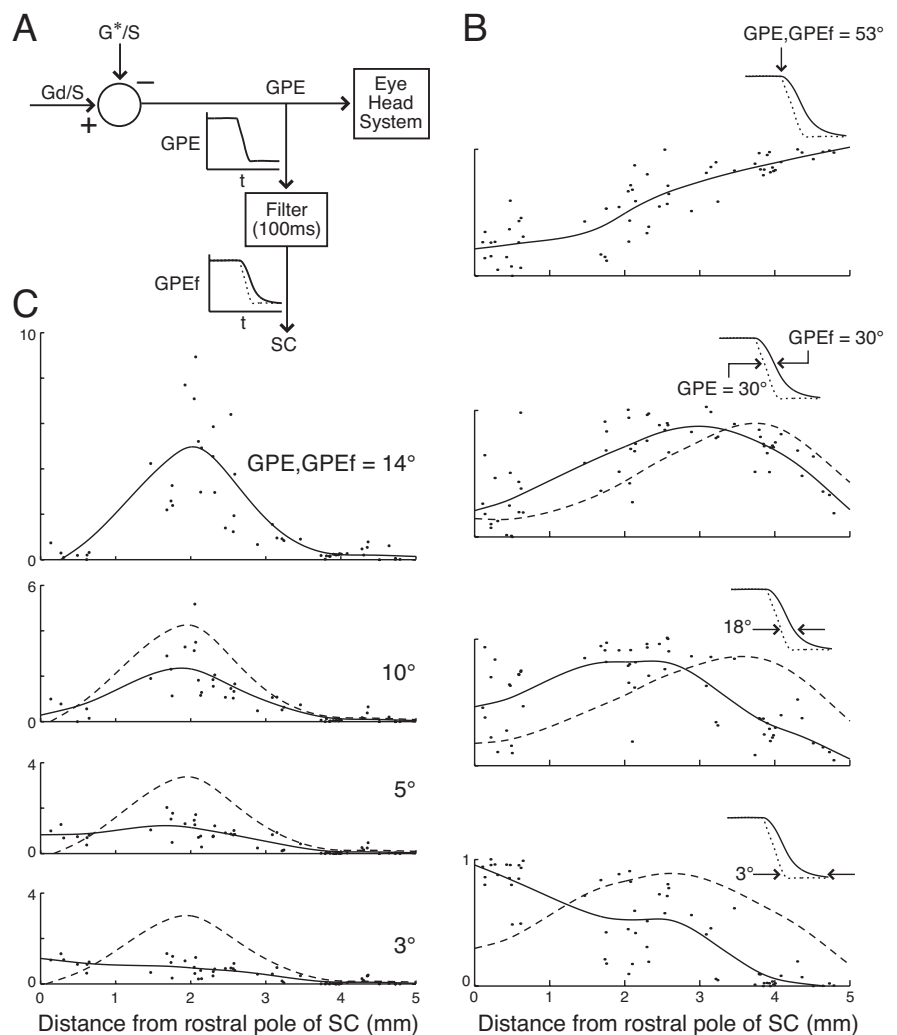 A
G*/S
Gd/S
+
−
GPE
Eye
Head
System
GPE
t
Filter
(100ms)
GPEf
t
SC
B
GPE,GPEf = 53°
GPEf = 30°
GPE = 30°
18°
3°
1
0
0 1 2 3 4 5
Distance from rostral pole of SC (mm)
C
10
GPE,GPEf = 14°
0
6
10°
0
4
5°
0
4
3°
0
0 1 2 3 4 5
Distance from rostral pole of SC (mm)